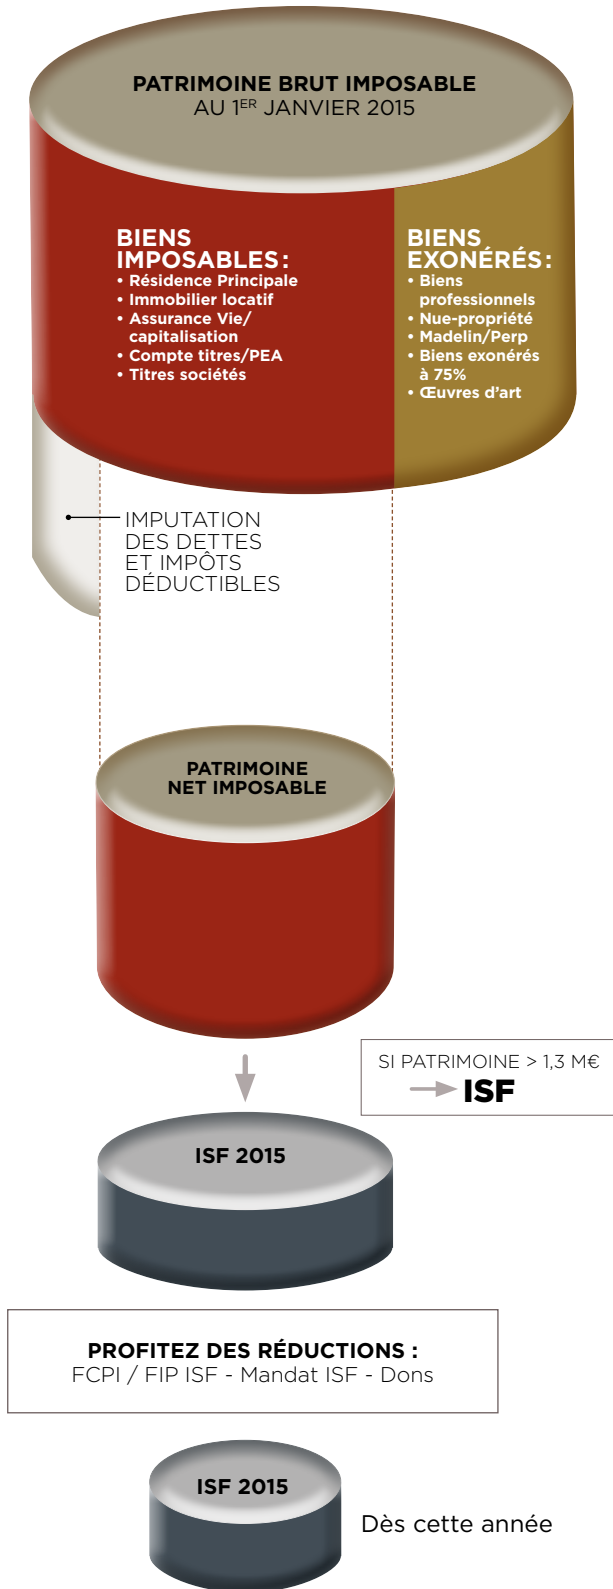 PATRIMOINE BRUT IMPOSABLE
AU 1ER JANVIER 2015
BIENS
IMPOSABLES :
• Résidence Principale
• Immobilier locatif
• Assurance Vie/
capitalisation
• Compte titres/PEA
• Titres sociétés
BIENS
EXONÉRÉS :
• Biens
professionnels
• Nue-propriété
• Madelin/Perp
• Biens exonérés
à 75%
• Œuvres d’art
IMPUTATION
DES DETTES
ET IMPÔTS
DÉDUCTIBLES
PATRIMOINE
NET IMPOSABLE
SI PATRIMOINE > 1,3 M€
ISF
ISF 2015
PROFITEZ DES RÉDUCTIONS :
FCPI / FIP ISF - Mandat ISF - Dons
ISF 2015
Dès cette année